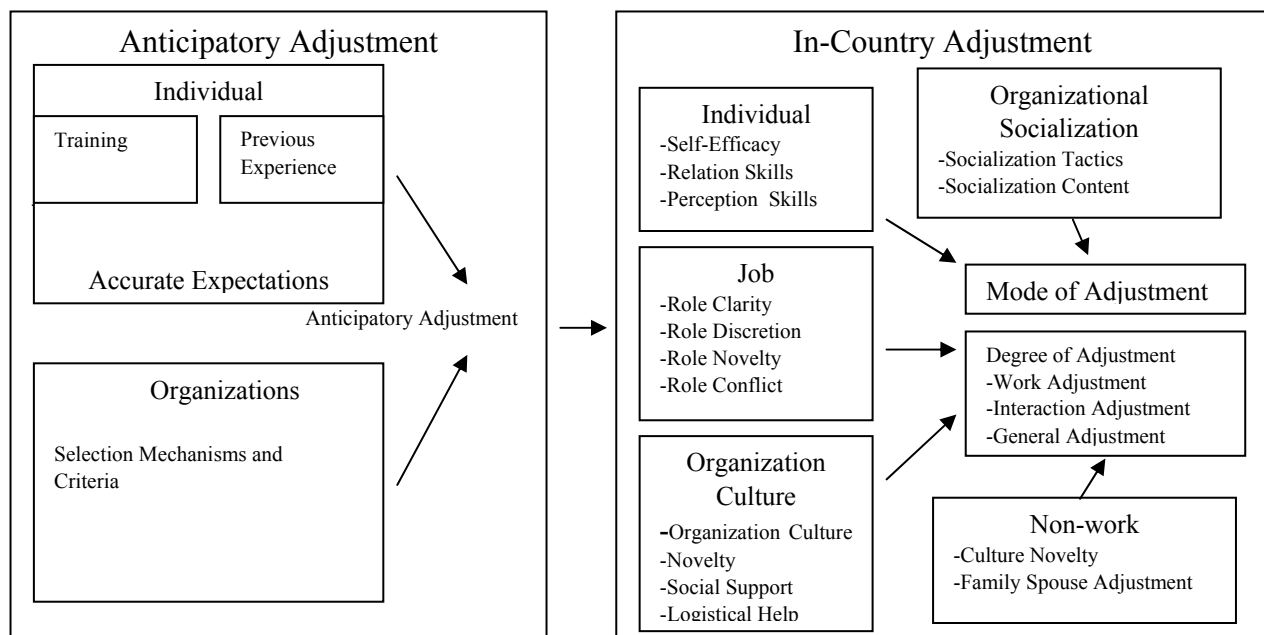 Anticipatory Adjustment
Individual
Training
Previous
Experience
Accurate Expectations
Anticipatory Adjustment
Organizations
Selection Mechanisms and
Criteria
In-Country Adjustment
Individual
-Self-Efficacy
-Relation Skills
-Perception Skills
Organizational
Socialization
-Socialization Tactics
-Socialization Content
Job
-Role Clarity
-Role Discretion
-Role Novelty
-Role Conflict
Mode of Adjustment
Degree of Adjustment
-Work Adjustment
-Interaction Adjustment
-General Adjustment
Organization
Culture
-Organization Culture
-Novelty
-Social Support
-Logistical Help
Non-work
-Culture Novelty
-Family Spouse Adjustment